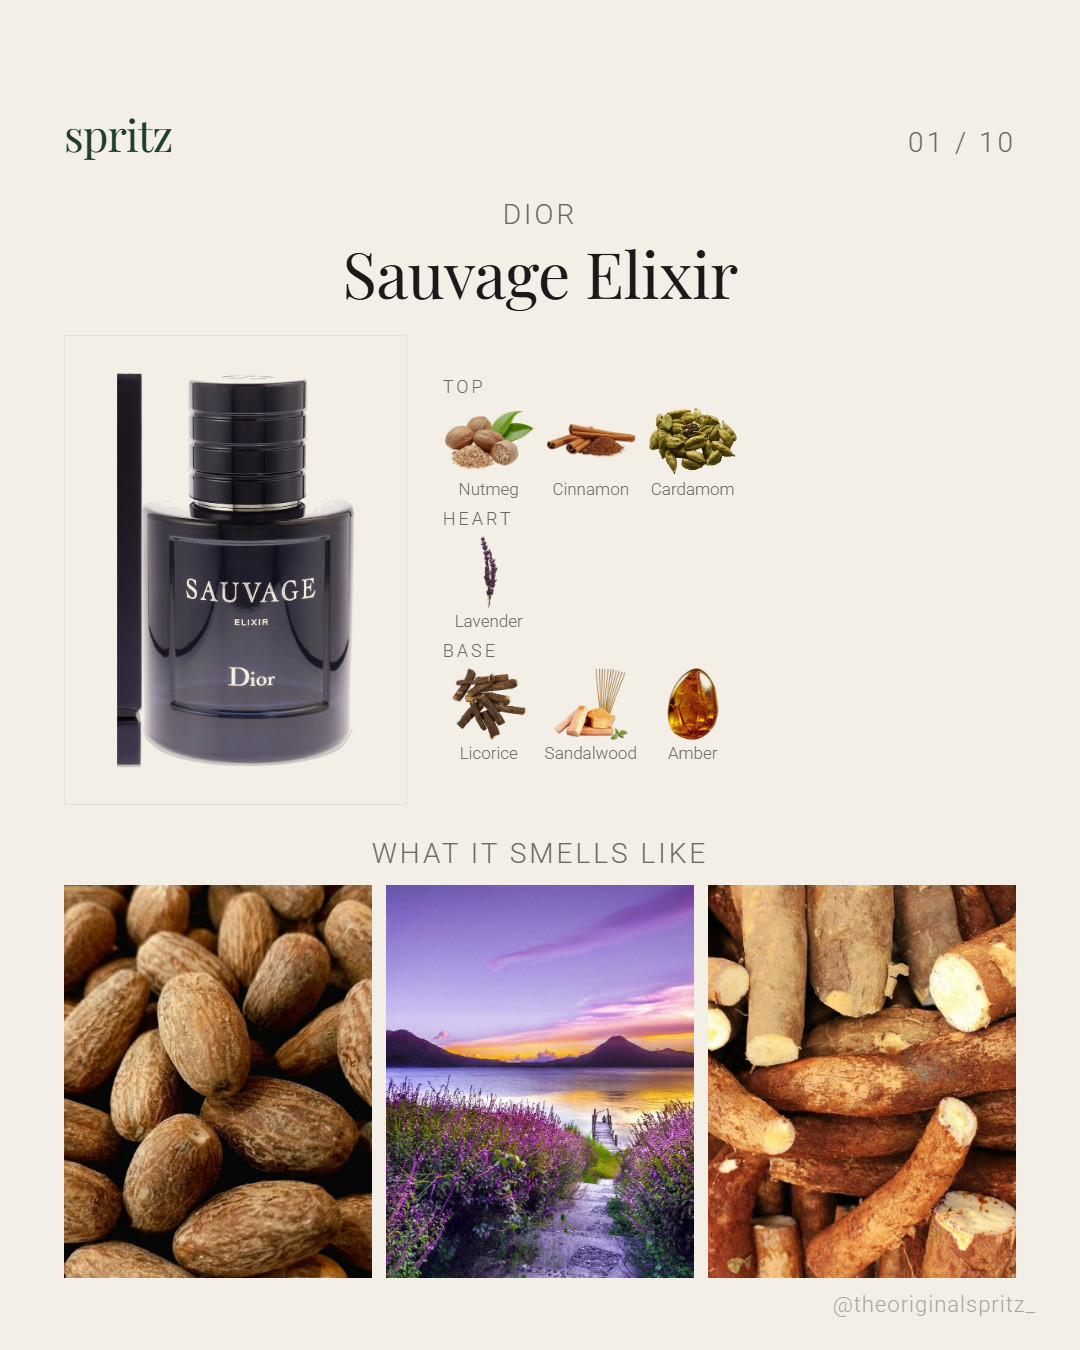 spritz
01 / 10
DIOR
Sauvage Elixir
SAUVAGE
ELIXIR
Dior
TOP
Nutmeg Cinnamon Cardamom
HEART
Lavender
BASE
Licorice Sandalwood Amber
WHAT IT SMELLS LIKE
@theoriginalspritz_